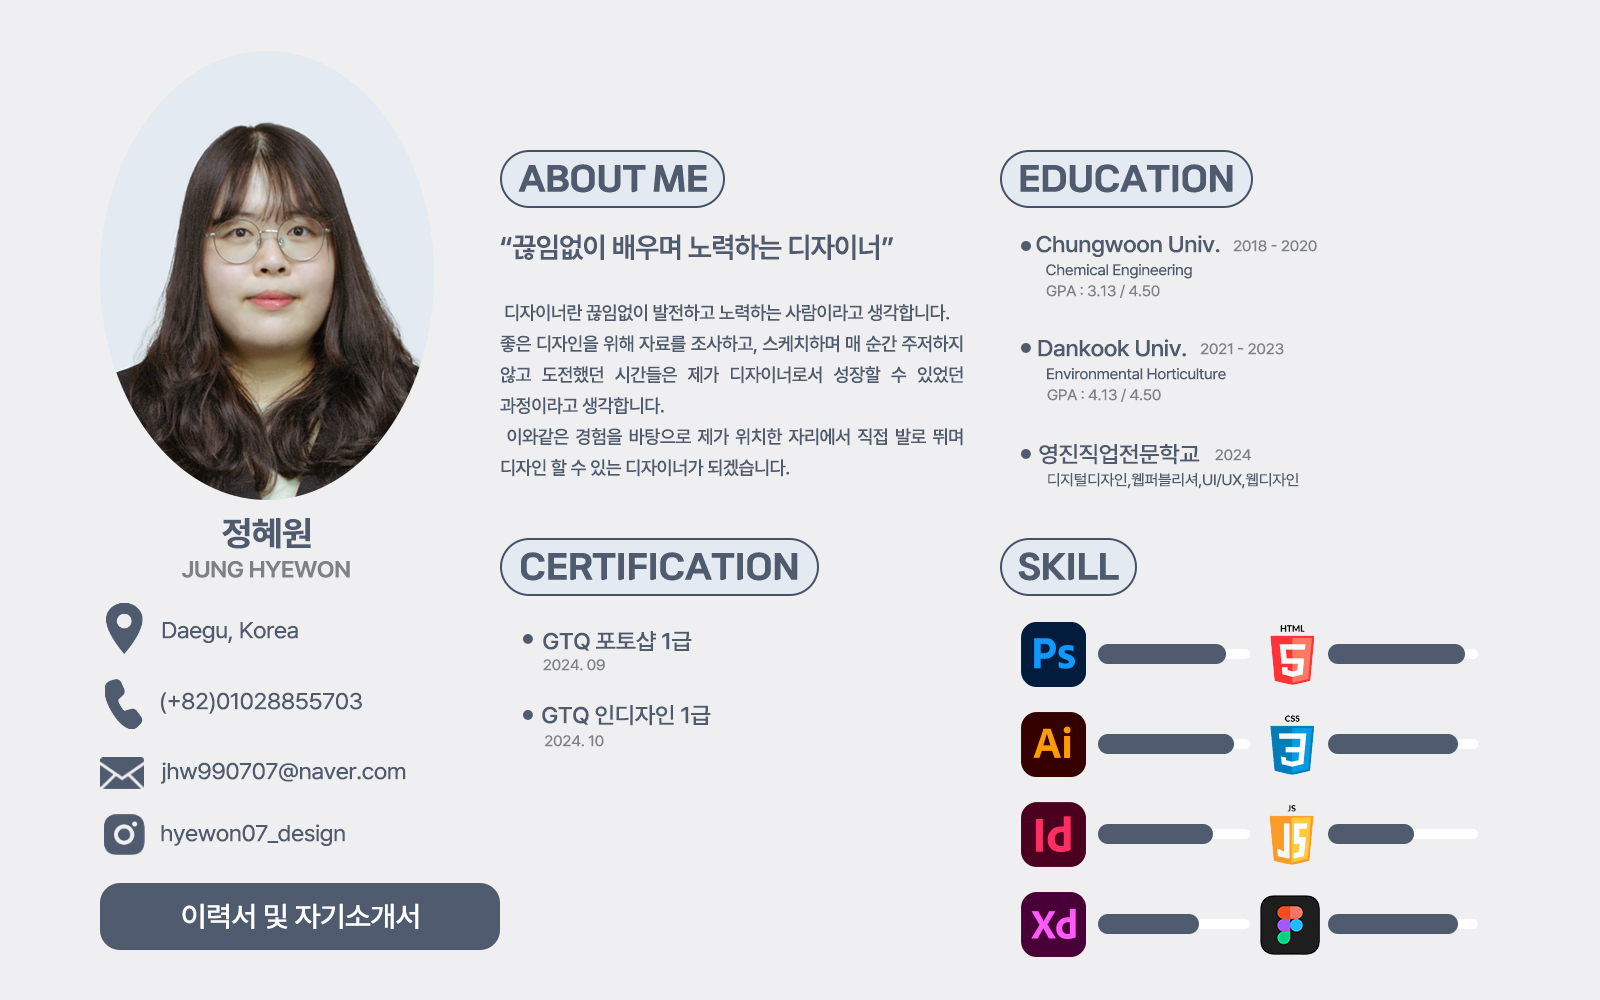 정혜원
JUNG HYEWON
Daegu, Korea
(+82)01028855703
jhw990707@naver.com
hyewon07_design
이력서 및 자기소개서
ABOUT ME
“끊임없이 배우며 노력하는 디자이너”
디자이너란 끊임없이 발전하고 노력하는 사람이라고 생각합니다.
좋은 디자인을 위해 자료를 조사하고, 스케치하며 매 순간 주저하지
않고 도전했던 시간들은 제가 디자이너로서 성장할 수 있었던
과정이라고 생각합니다.
이와같은 경험을 바탕으로 제가 위치한 자리에서 직접 발로 뛰며
디자인 할 수 있는 디자이너가 되겠습니다.
CERTIFICATION
GTQ 포토샵 1급
2024. 09
GTQ 인디자인 1급
2024. 10
EDUCATION
Chungwoon Univ. 2018 - 2020
Chemical Engineering
GPA : 3.13 / 4.50
Dankook Univ. 2021 - 2023
Environmental Horticulture
GPA : 4.13 / 4.50
영진직업전문학교 2024
디지털디자인,웹퍼블리셔,UI/UX,웹디자인
SKILL
Ps
HTML
5
Ai
CSS
3
Id
JS
JS
Xd